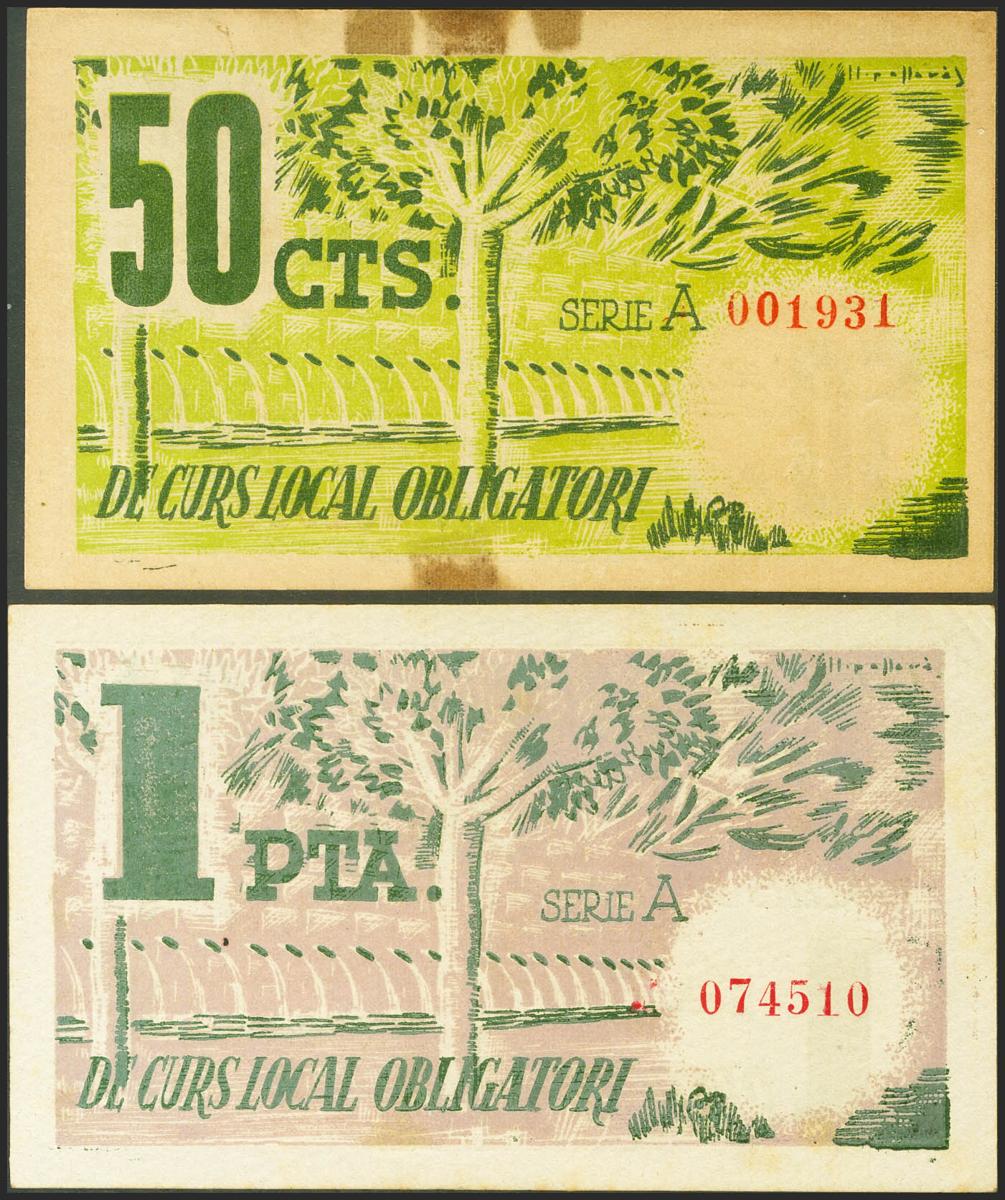 50
CTS.
SERIE A 001931
DE CURS LOCAL OBLIGATORI
1
PTA.
SERIE A
074510
DE CURS LOCAL OBLIGATORI